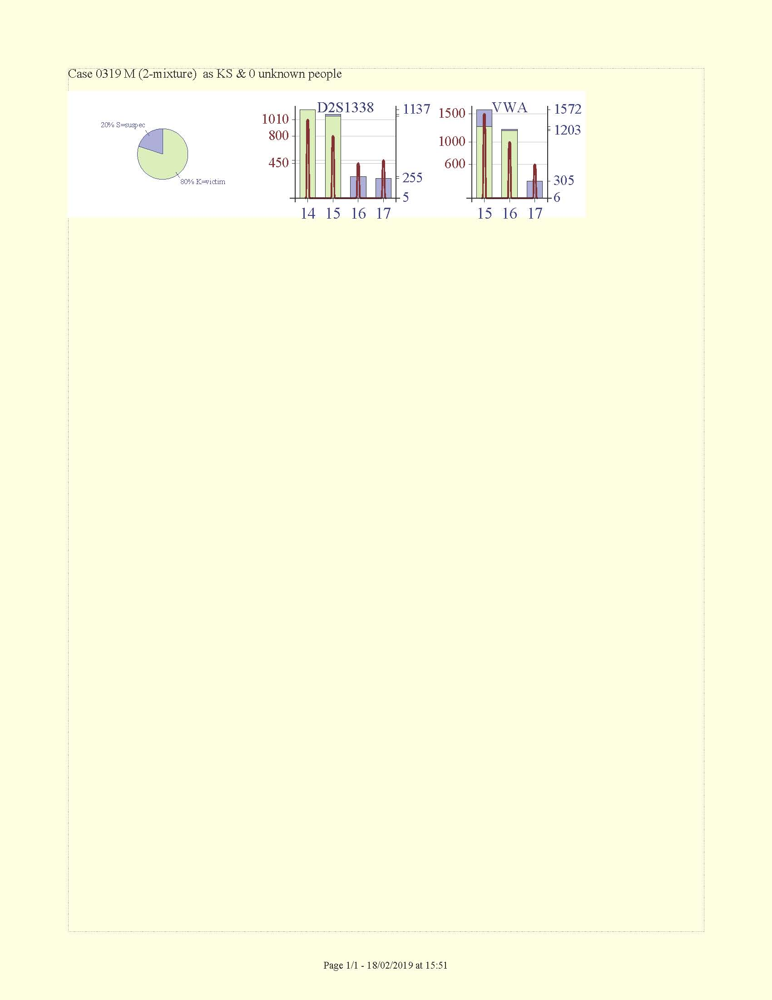 Case 0319 M (2-mixture)  as KS & 0 unknown people
20% S=suspec
80% K=victim
D2S1338
1010
800
450
1137
255
5
14 15 16 17
VWA
1500
1000
600
1572
1203
305
6
15 16 17
Page 1/1 - 18/02/2019 at 15:51